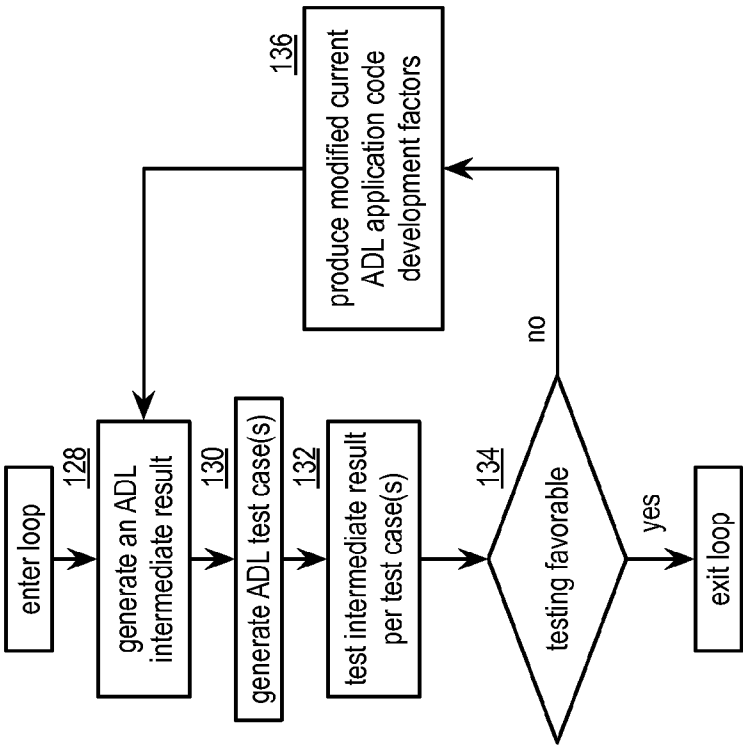 enter loop
128
generate an ADL
intermediate result
130
generate ADL test case(s)
132
test intermediate result
per test case(s)
134
testing favorable
yes
exit loop
no
136
produce modified current
ADL application code
development factors